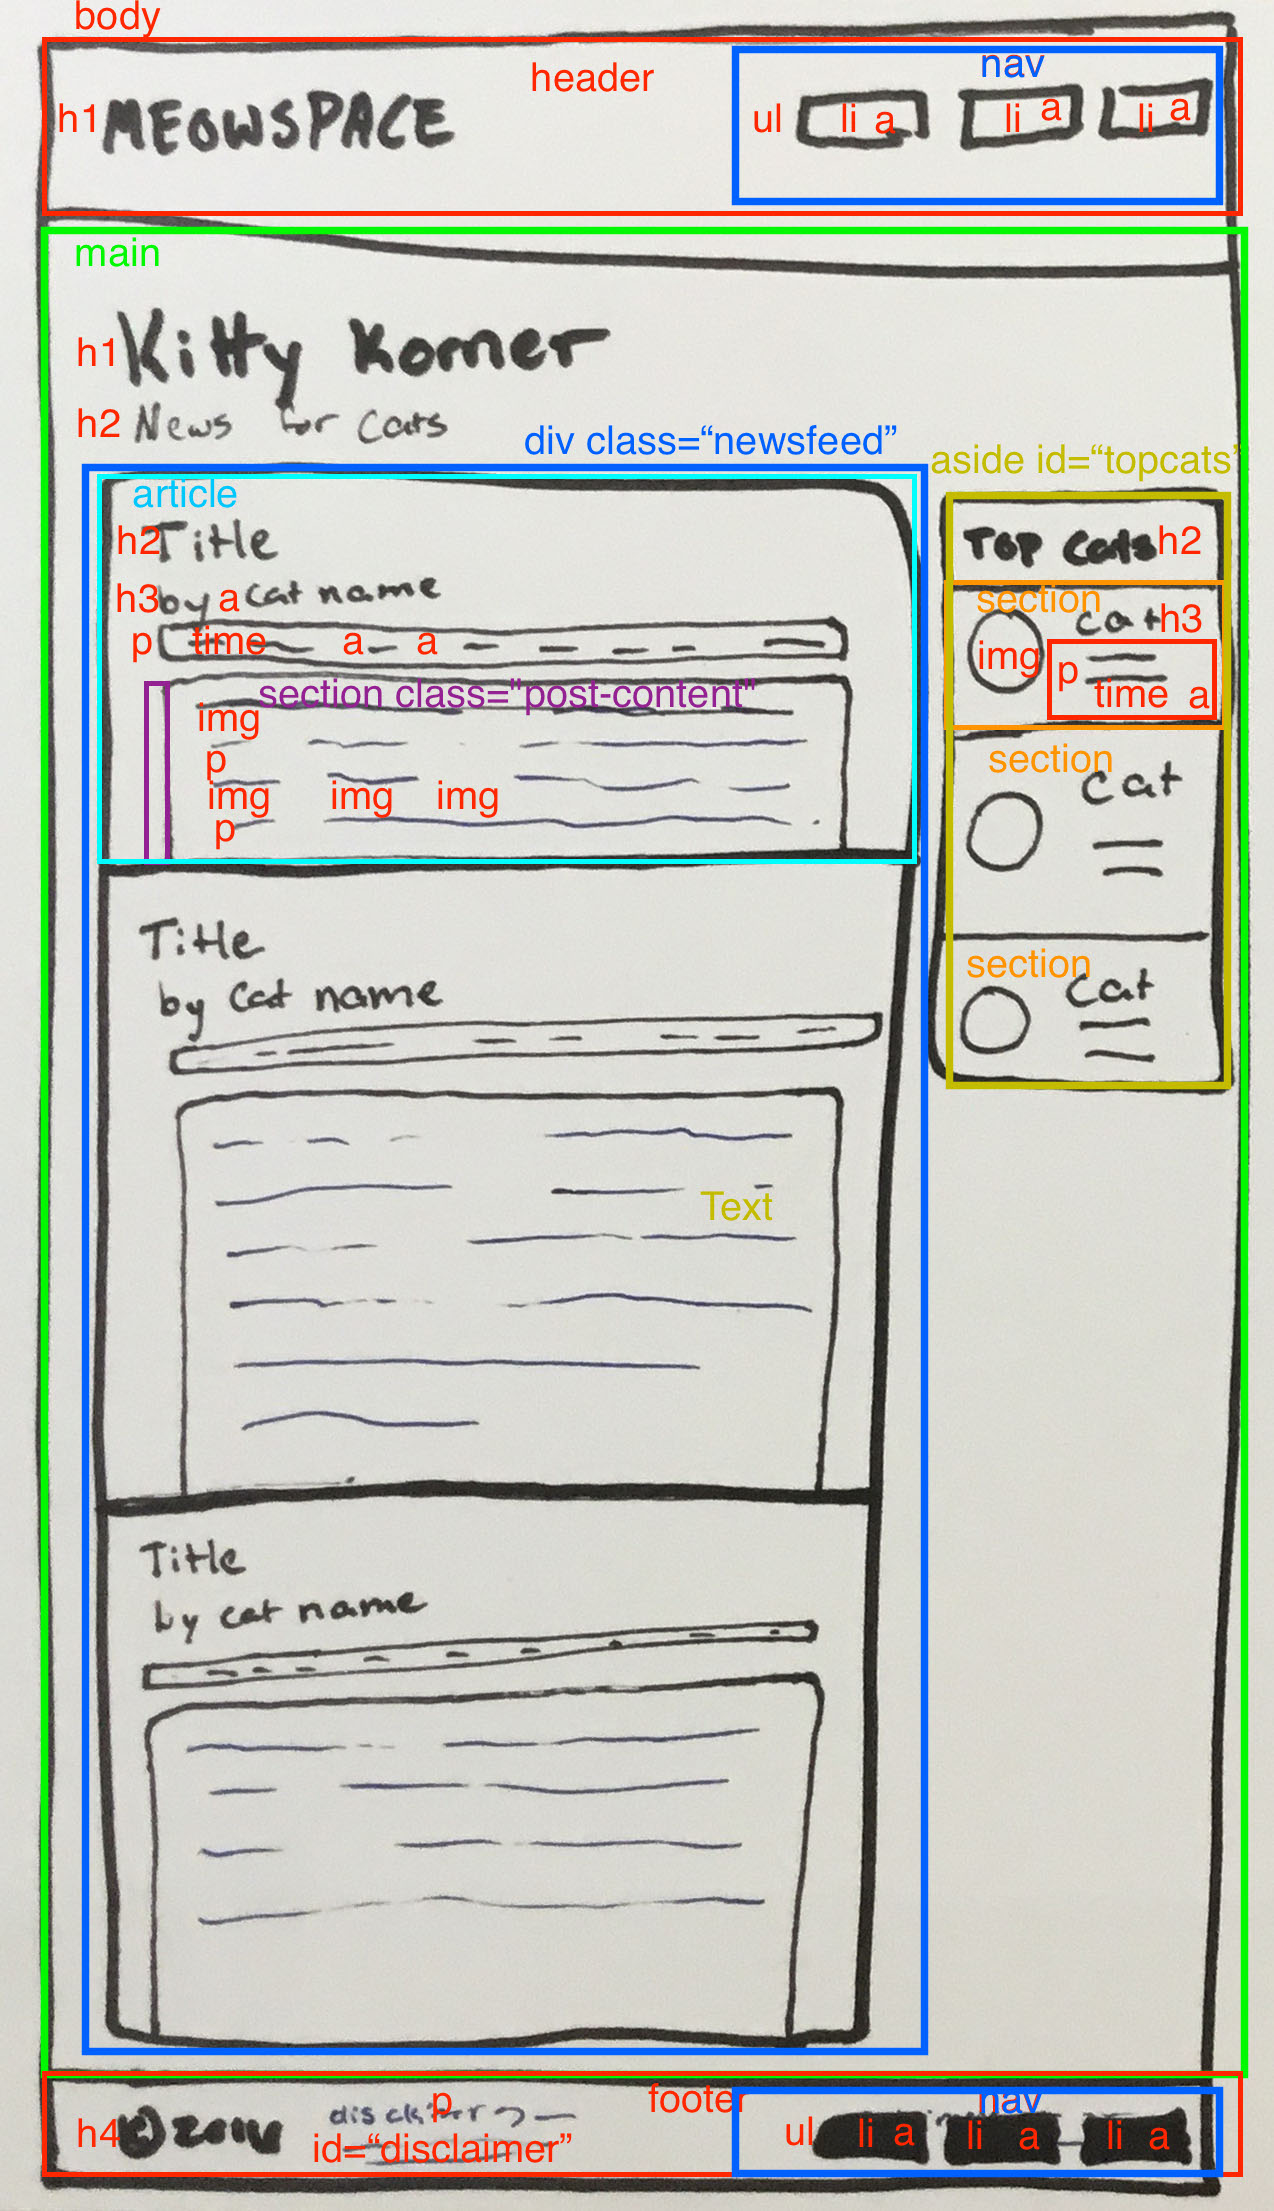 body
header
nav
h1 MEOWSPACE
ul li a li a li a
main
h1 Kitty Korner
h2 News for Cats
div class=“newsfeed”
aside id=“topcats”
article
h2 Title
h3 by a cat name
p time a a
section class="post-content"
img
p
img img img
p
Top Cats h2
section
cat h3
img p
time a
section
cat
section
cat
Title
by cat name
Text
Title
by cat name
footer
nav
h4 © 2016
p
id=“disclaimer”
ul li a li a li a